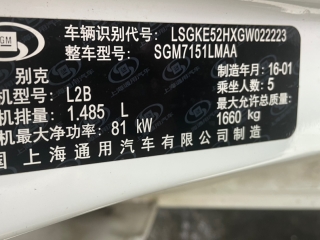 车辆识别代号: LSGKE52HXGW022223
整车型号: SGM7151LMAA
别克 制造年月: 16-01
机型号: L2B 乘坐人数: 5
机排量: 1.485 L 最大允许总质量:
机最大净功率: 81 kW 1660 kg
国 上海通用汽车有限公司制造